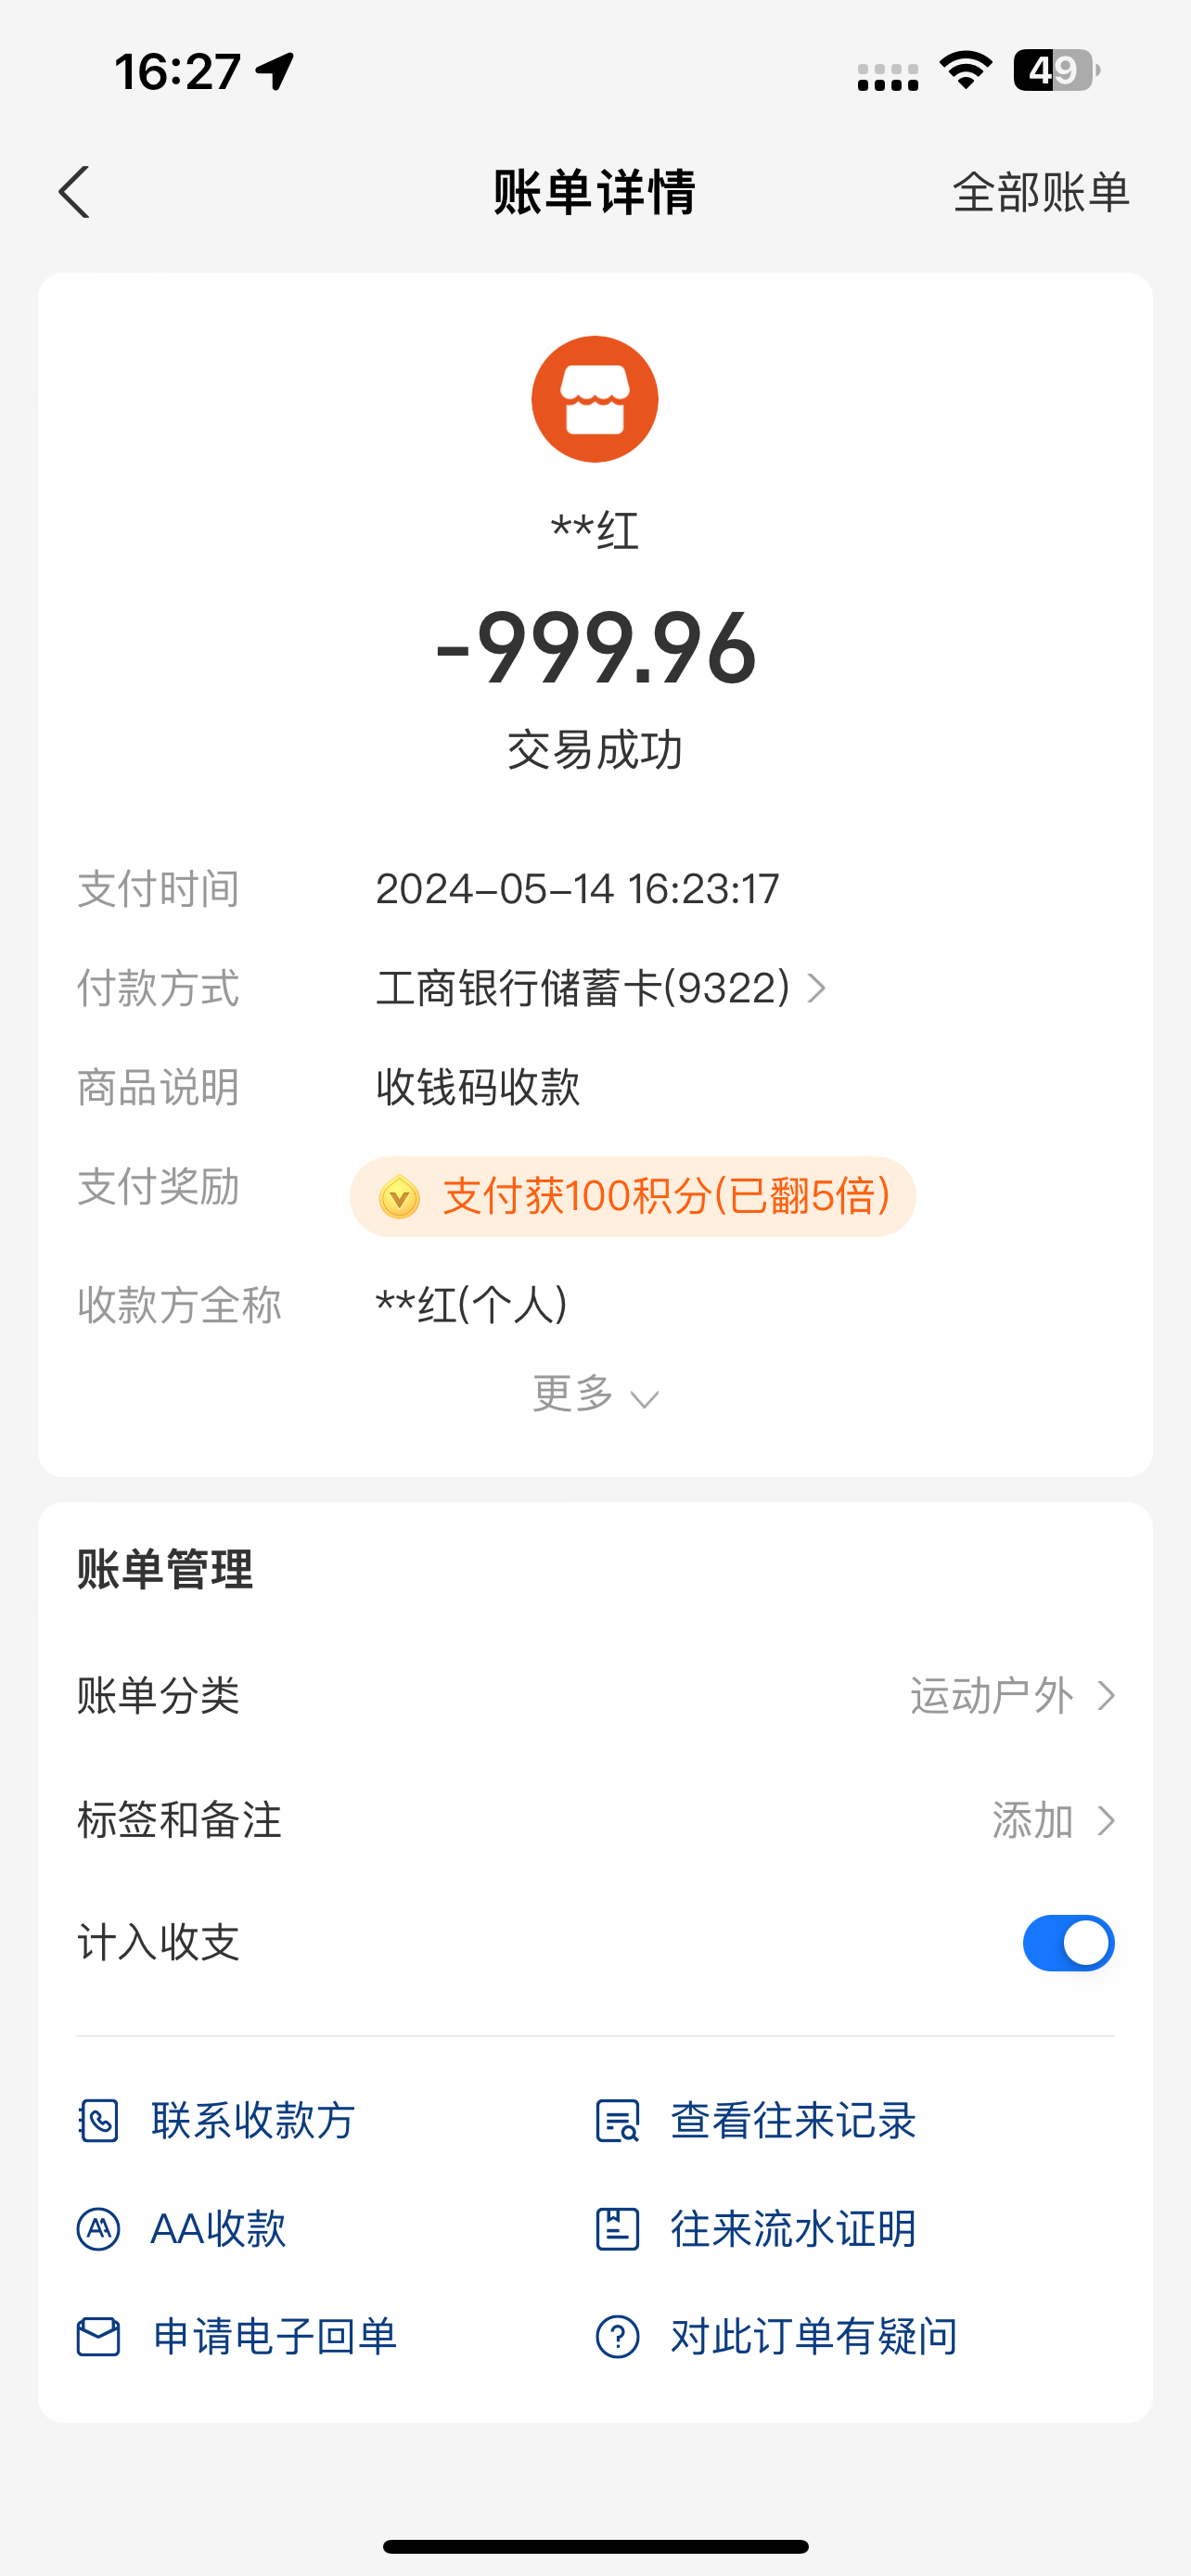 16:27
49
账单详情
全部账单
**红
-999.96
交易成功
支付时间 2024-05-14 16:23:17
付款方式 工商银行储蓄卡(9322)
商品说明 收钱码收款
支付奖励 支付获100积分(已翻5倍)
收款方全称 **红(个人)
更多
账单管理
账单分类 运动户外
标签和备注 添加
计入收支
联系收款方 查看往来记录
AA收款 往来流水证明
申请电子回单 对此订单有疑问